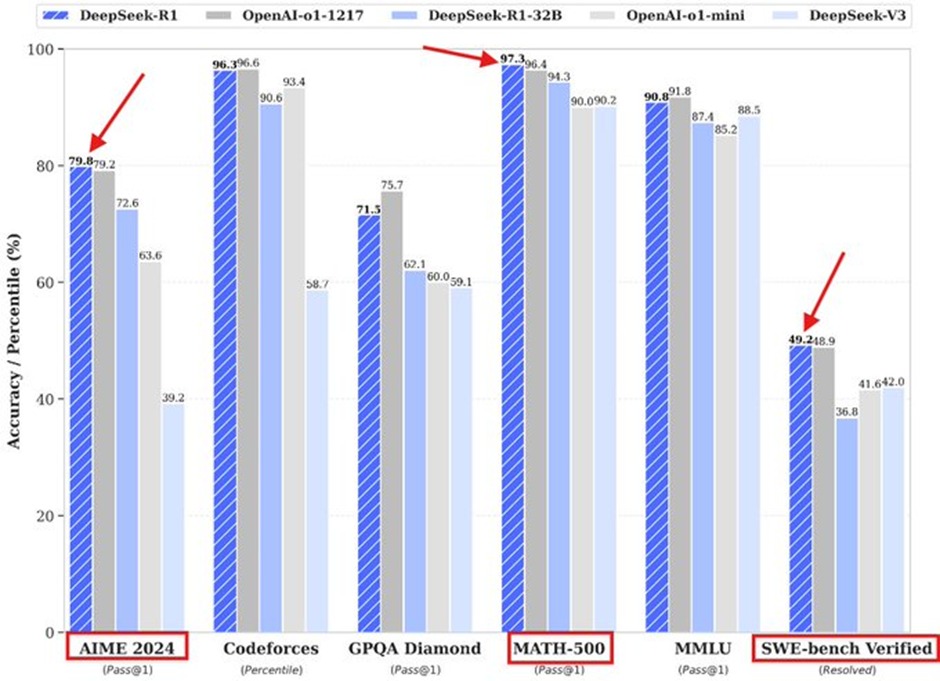 DeepSeek-R1 OpenAI-o1-1217 DeepSeek-R1-32B OpenAI-o1-mini DeepSeek-V3
Accuracy / Percentile (%)
100
80
60
40
20
0
79.8 79.2 72.6 63.6 39.2
96.3 96.6 90.6 93.4 58.7
71.5 75.7 62.1 60.0 59.1
97.3 96.4 94.3 90.0 90.2
90.8 91.8 87.4 85.2 88.5
49.2 48.9 36.8 41.6 42.0
AIME 2024 Codeforces GPQA Diamond MATH-500 MMLU SWE-bench Verified
(Pass@1) (Percentile) (Pass@1) (Pass@1) (Pass@1) (Resolved)